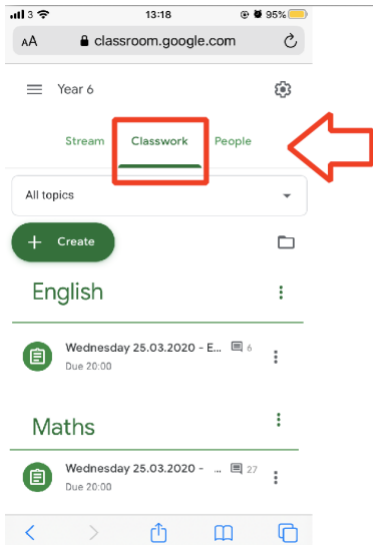 3 13:18 95%
AA classroom.google.com
Year 6
Stream Classwork People
All topics
+ Create
English
Wednesday 25.03.2020 - E... 6
Due 20:00
Maths
Wednesday 25.03.2020 - ... 27
Due 20:00